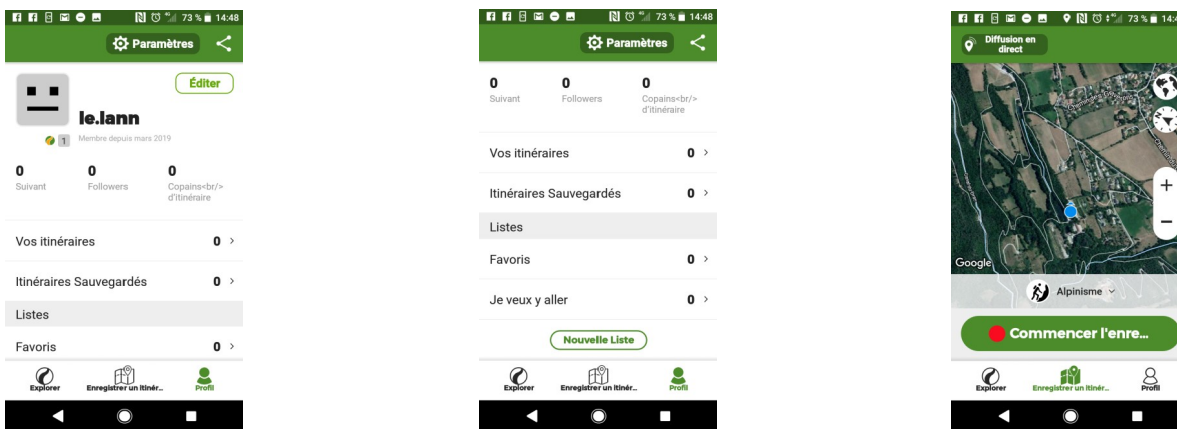 73 % 14:48
Paramètres
Éditer
le.lann
1 Membre depuis mars 2019
0 0 0
Suivant Followers Copains<br/>
d'itinéraire
Vos itinéraires 0 >
Itinéraires Sauvegardés 0 >
Listes
Favoris 0 >
Explorer Enregistrer un itinér... Profil
73 % 14:48
Paramètres
0 0 0
Suivant Followers Copains<br/>
d'itinéraire
Vos itinéraires 0 >
Itinéraires Sauvegardés 0 >
Listes
Favoris 0 >
Je veux y aller 0 >
Nouvelle Liste
Explorer Enregistrer un itinér... Profil
73 % 14:4
Diffusion en
direct
+
−
Google
Alpinisme
Commencer l'enre...
Explorer Enregistrer un itinér... Profil